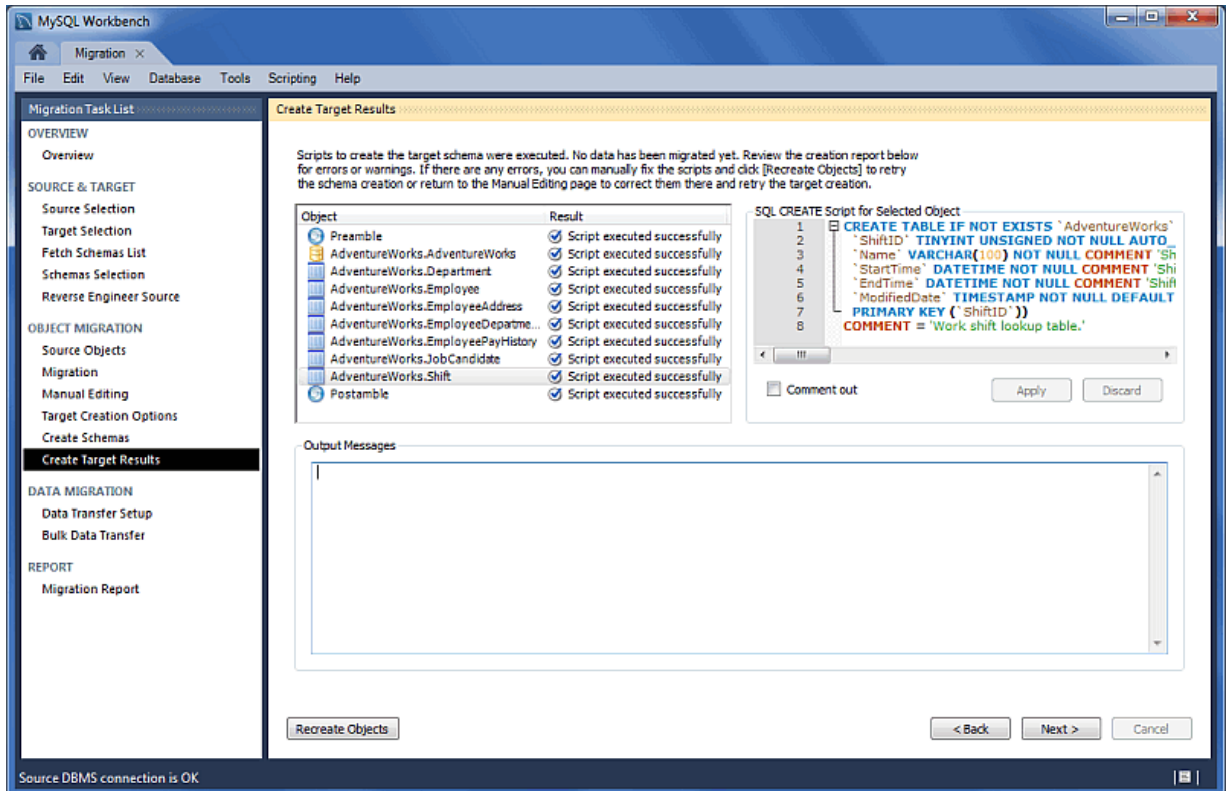 MySQL Workbench
Migration
File Edit View Database Tools Scripting Help
Migration Task List
OVERVIEW
Overview
SOURCE & TARGET
Source Selection
Target Selection
Fetch Schemas List
Schemas Selection
Reverse Engineer Source
OBJECT MIGRATION
Source Objects
Migration
Manual Editing
Target Creation Options
Create Schemas
Create Target Results
DATA MIGRATION
Data Transfer Setup
Bulk Data Transfer
REPORT
Migration Report
Create Target Results
Scripts to create the target schema were executed. No data has been migrated yet. Review the creation report below
for errors or warnings. If there are any errors, you can manually fix the scripts and click [Recreate Objects] to retry
the schema creation or return to the Manual Editing page to correct them there and retry the target creation.
Object Result
Preamble Script executed successfully
AdventureWorks.AdventureWorks Script executed successfully
AdventureWorks.Department Script executed successfully
AdventureWorks.Employee Script executed successfully
AdventureWorks.EmployeeAddress Script executed successfully
AdventureWorks.EmployeeDepartme... Script executed successfully
AdventureWorks.EmployeePayHistory Script executed successfully
AdventureWorks.JobCandidate Script executed successfully
AdventureWorks.Shift Script executed successfully
Postamble Script executed successfully
SQL CREATE Script for Selected Object
1 CREATE TABLE IF NOT EXISTS `AdventureWorks`
2 `ShiftID` TINYINT UNSIGNED NOT NULL AUTO_
3 `Name` VARCHAR(100) NOT NULL COMMENT 'Sh
4 `StartTime` DATETIME NOT NULL COMMENT 'Shi
5 `EndTime` DATETIME NOT NULL COMMENT 'Shift
6 `ModifiedDate` TIMESTAMP NOT NULL DEFAULT
7 PRIMARY KEY (`ShiftID`))
8 COMMENT = 'Work shift lookup table.'
Comment out Apply Discard
Output Messages
Recreate Objects < Back Next > Cancel
Source DBMS connection is OK